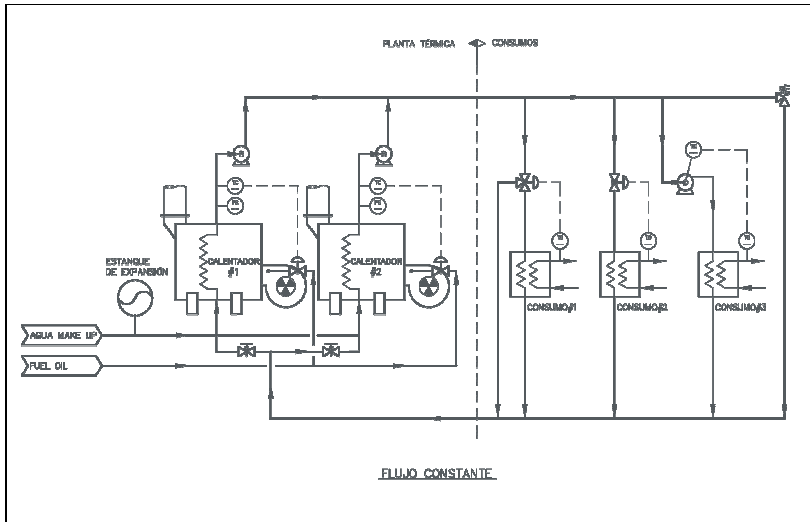 PLANTA TÉRMICA
CONSUMOS
CALENTADOR
#1
CALENTADOR
#2
ESTANQUE
DE EXPANSIÓN
CONSUMO#1
CONSUMO#2
CONSUMO#3
AGUA MAKE UP
FUEL OIL
FLUJO CONSTANTE